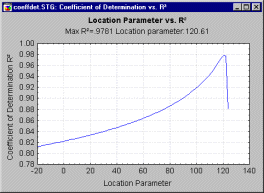 coeffdet.STG: Coefficient of Determination vs. R²
Location Parameter vs. R²
Max R²=.9781 Location parameter:120.61
Coefficient of Determination R²
1.00
0.98
0.96
0.94
0.92
0.90
0.88
0.86
0.84
0.82
0.80
0.78
-20 0 20 40 60 80 100 120 140
Location Parameter